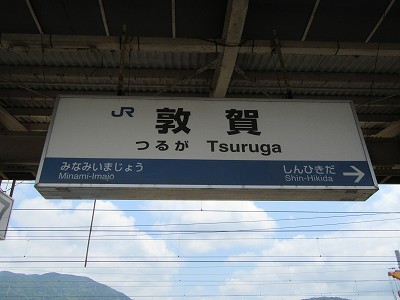 JR
敦賀
つるが Tsuruga
みなみいまじょう しんひきだ
Minami-Imajō Shin-Hikida